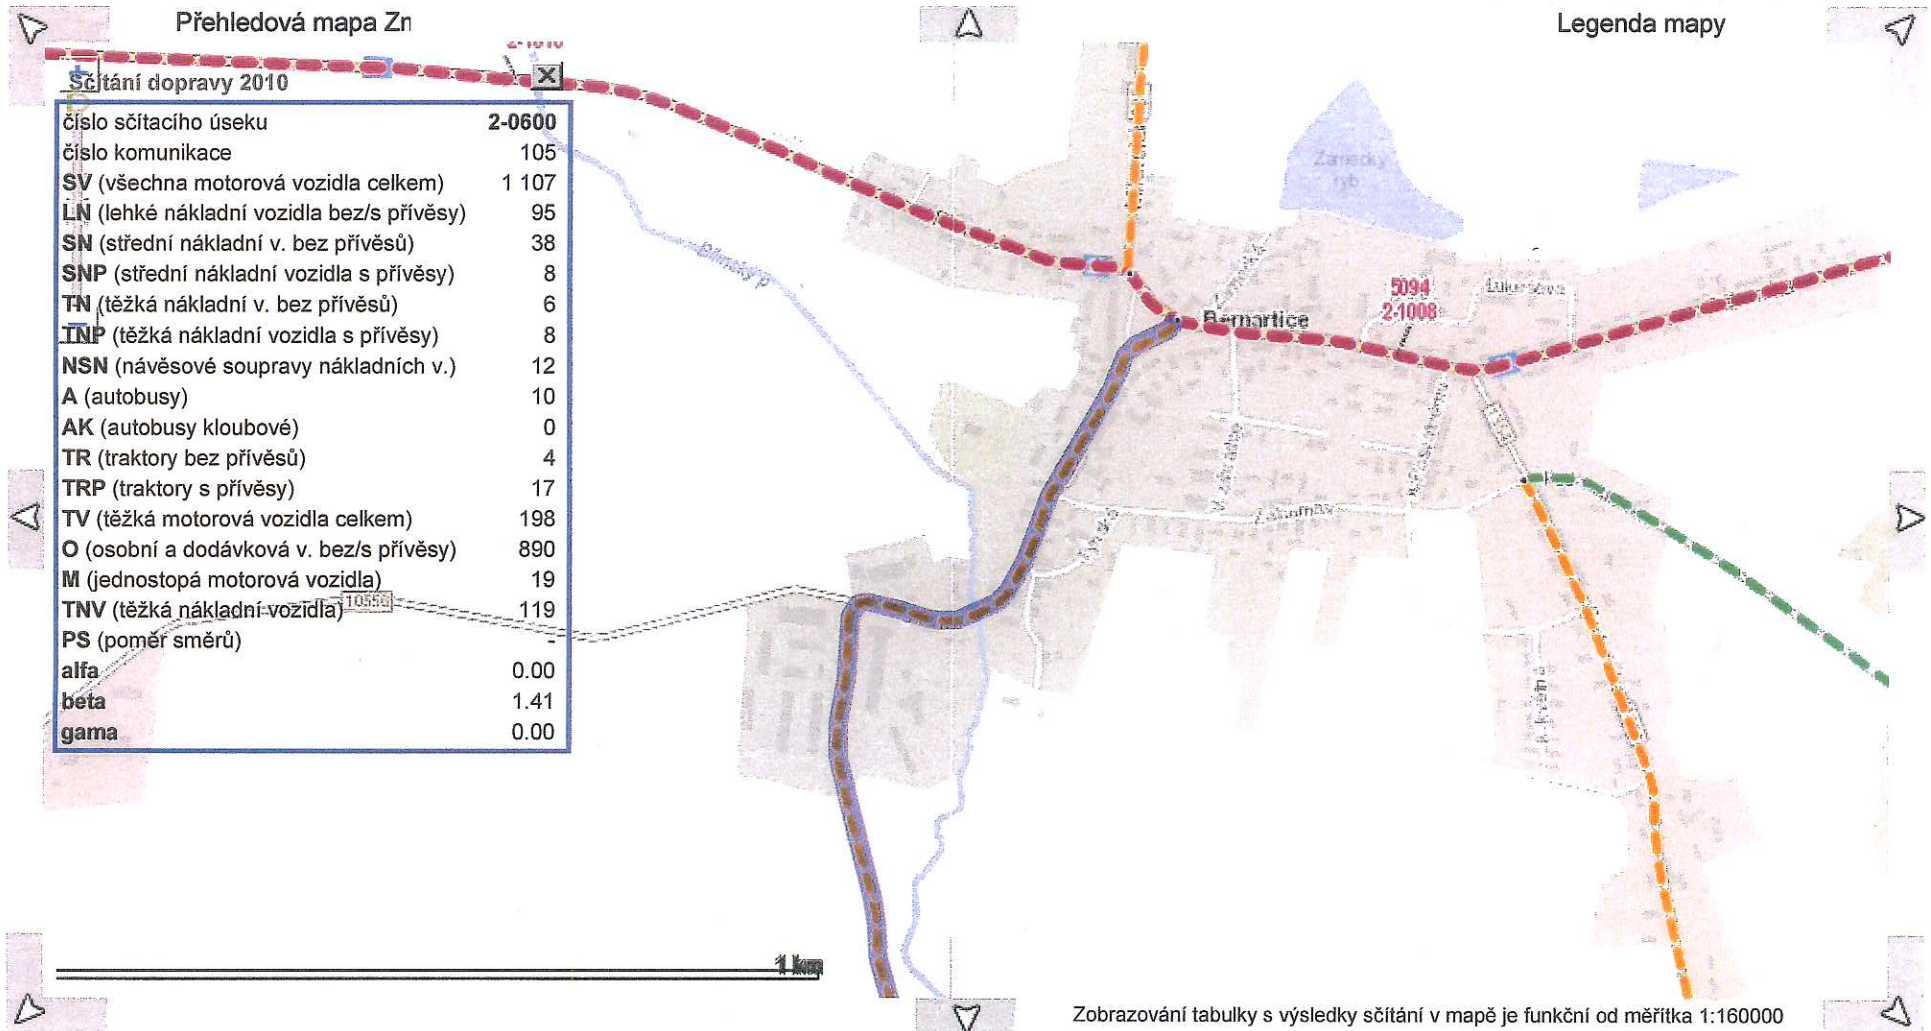 Přehledová mapa Zn
Legenda mapy
Sčítání dopravy 2010
číslo sčítacího úseku 2-0600
číslo komunikace 105
SV (všechna motorová vozidla celkem) 1 107
LN (lehké nákladní vozidla bez/s přívěsy) 95
SN (střední nákladní v. bez přívěsů) 38
SNP (střední nákladní vozidla s přívěsy) 8
TN (těžká nákladní v. bez přívěsů) 6
TNP (těžká nákladní vozidla s přívěsy) 8
NSN (návěsové soupravy nákladních v.) 12
A (autobusy) 10
AK (autobusy kloubové) 0
TR (traktory bez přívěsů) 4
TRP (traktory s přívěsy) 17
TV (těžká motorová vozidla celkem) 198
O (osobní a dodávková v. bez/s přívěsy) 890
M (jednostopá motorová vozidla) 19
TNV (těžká nákladní vozidla) 119
PS (poměr směrů) -
alfa 0.00
beta 1.41
gama 0.00
Zámecký
ryb.
5094
2-1008
Bernartice
10556
1 km
Zobrazování tabulky s výsledky sčítání v mapě je funkční od měřítka 1:160000